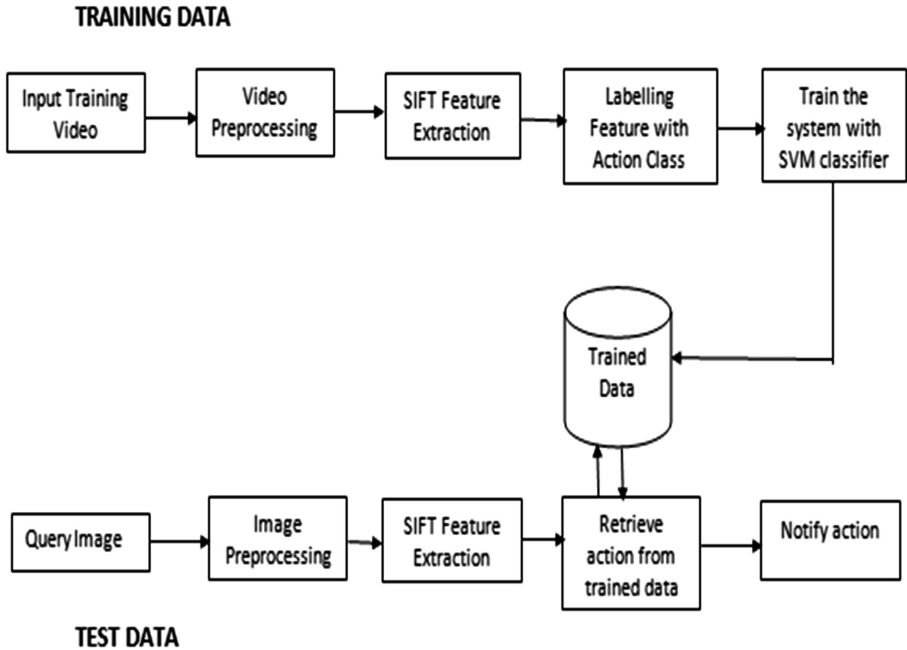 TRAINING DATA
Input Training
Video
Video
Preprocessing
SIFT Feature
Extraction
Labelling
Feature with
Action Class
Train the
system with
SVM classifier
Trained
Data
Query Image
Image
Preprocessing
SIFT Feature
Extraction
Retrieve
action from
trained data
Notify action
TEST DATA